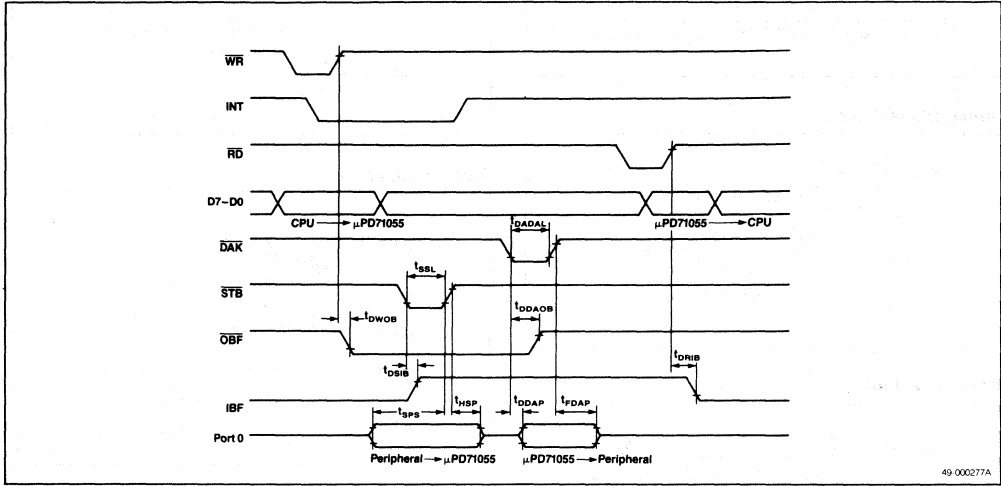 WR
INT
RD
D7~D0
CPU → μPD71055
tDADAL
μPD71055 → CPU
DAK
tSSL
STB
tDWOB
tDDAOB
OBF
tDSIB
tDRIB
IBF
tSPS
tHSP
tDDAP
tFDAP
Port 0
Peripheral → μPD71055
μPD71055 → Peripheral
49-000277A